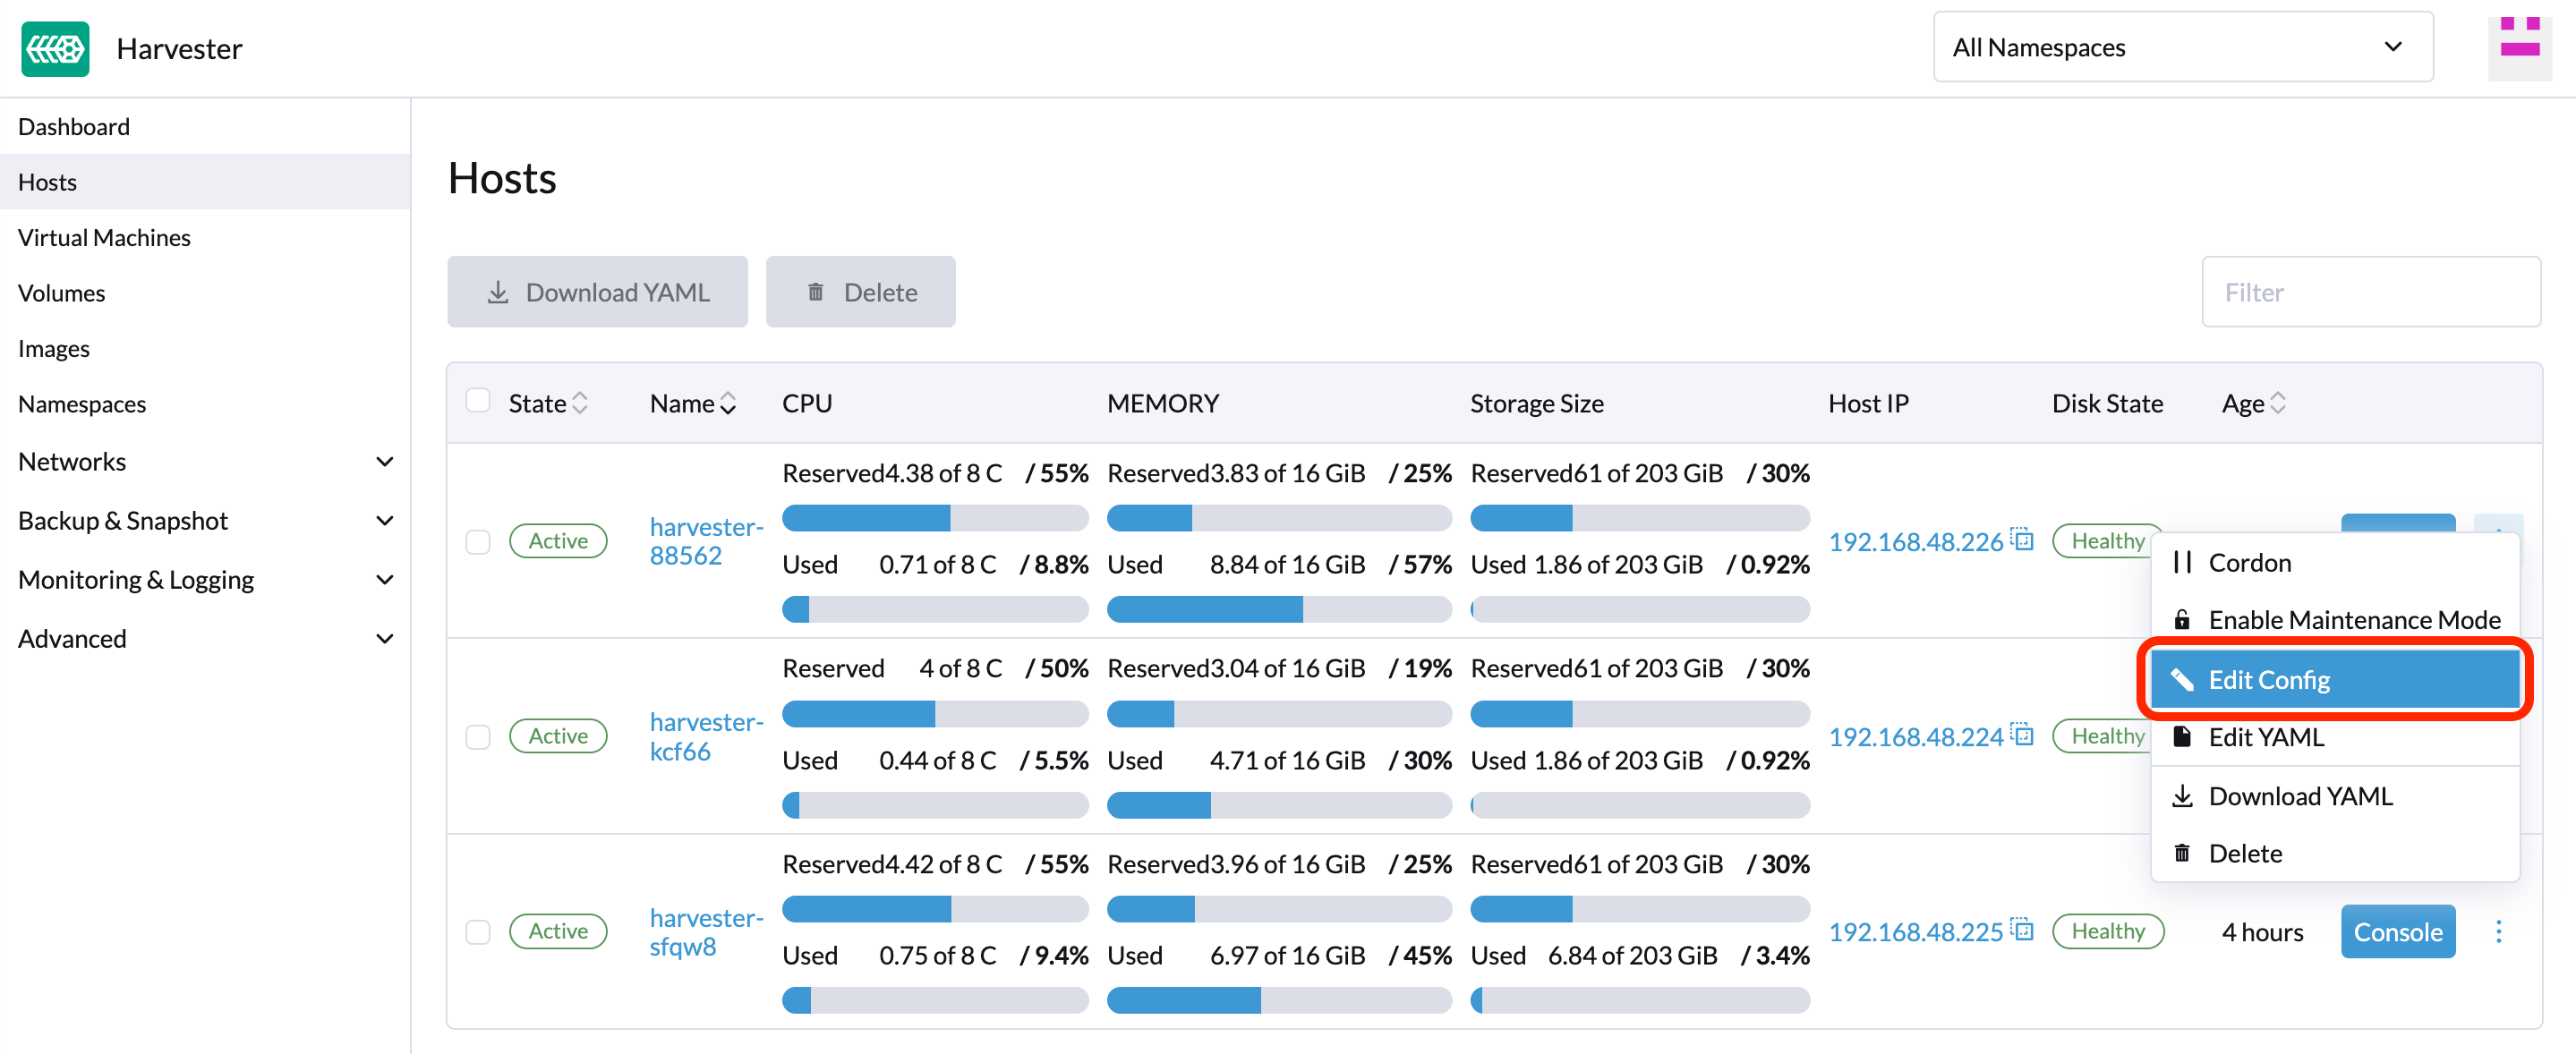 Harvester
All Namespaces
Dashboard
Hosts
Virtual Machines
Volumes
Images
Namespaces
Networks
Backup & Snapshot
Monitoring & Logging
Advanced
Hosts
Download YAML
Delete
Filter
State Name CPU MEMORY Storage Size Host IP Disk State Age
Reserved4.38 of 8 C / 55% Reserved3.83 of 16 GiB / 25% Reserved61 of 203 GiB / 30%
Active harvester-
88562
192.168.48.226 Healthy
Used 0.71 of 8 C / 8.8% Used 8.84 of 16 GiB / 57% Used 1.86 of 203 GiB / 0.92%
Reserved 4 of 8 C / 50% Reserved3.04 of 16 GiB / 19% Reserved61 of 203 GiB / 30%
Active harvester-
kcf66
192.168.48.224 Healthy
Used 0.44 of 8 C / 5.5% Used 4.71 of 16 GiB / 30% Used 1.86 of 203 GiB / 0.92%
Reserved4.42 of 8 C / 55% Reserved3.96 of 16 GiB / 25% Reserved61 of 203 GiB / 30%
Active harvester-
sfqw8
192.168.48.225 Healthy 4 hours Console
Used 0.75 of 8 C / 9.4% Used 6.97 of 16 GiB / 45% Used 6.84 of 203 GiB / 3.4%
Cordon
Enable Maintenance Mode
Edit Config
Edit YAML
Download YAML
Delete